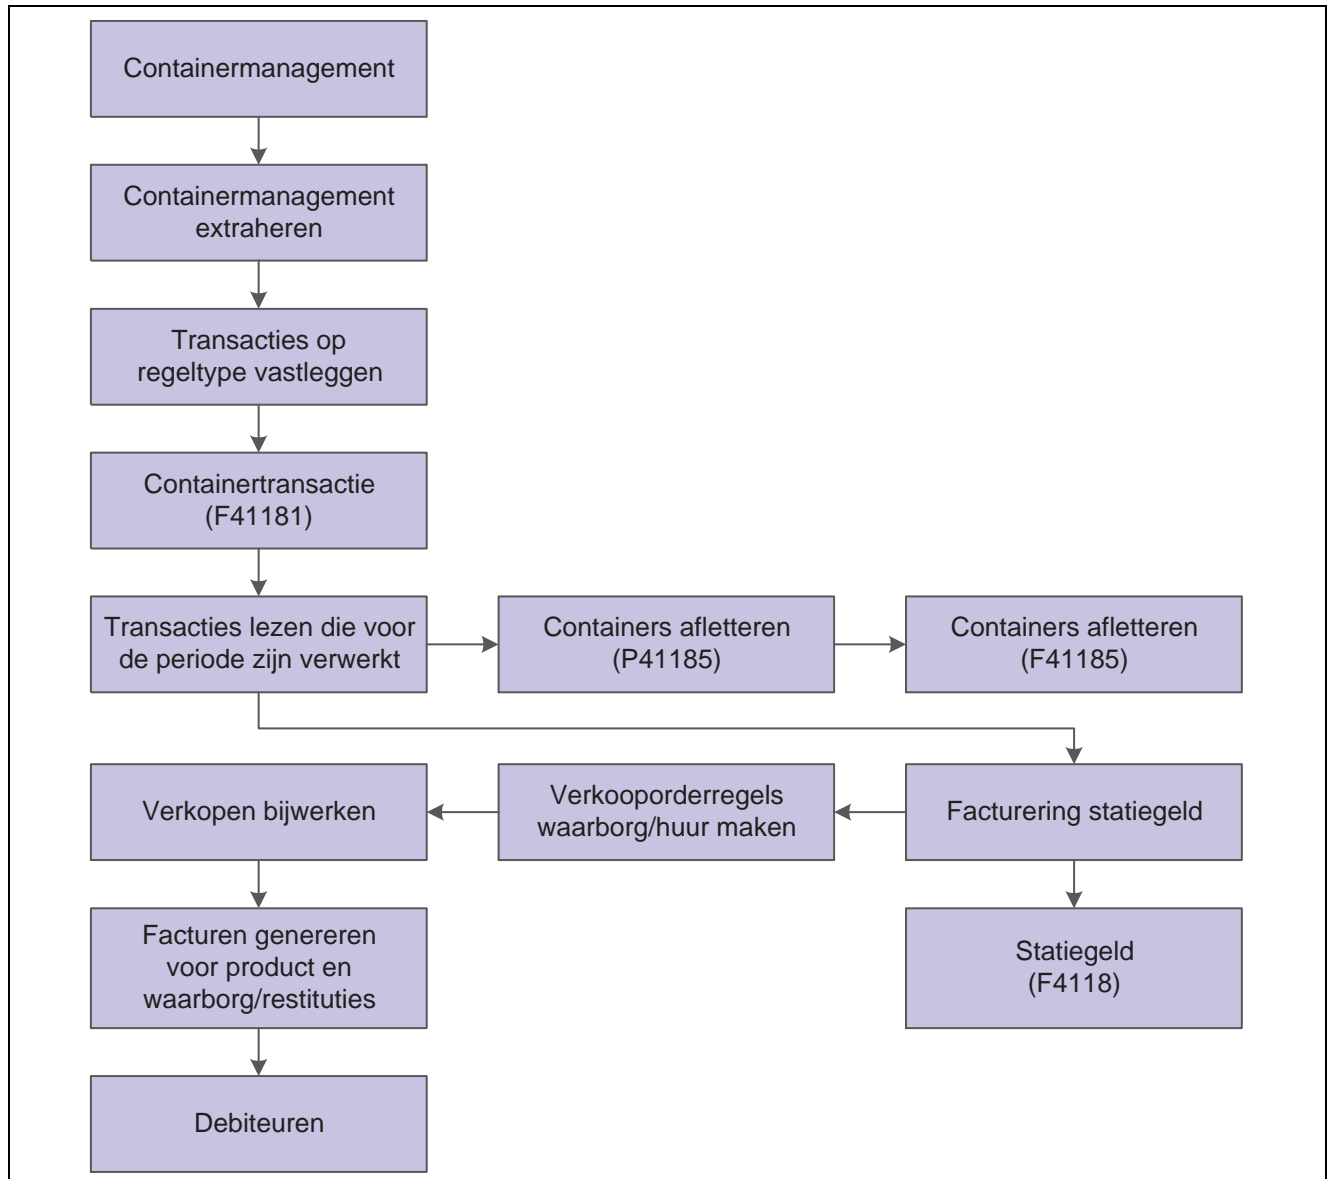 Containermanagement
Containermanagement
extraheren
Transacties op
regeltype vastleggen
Containertransactie
(F41181)
Transacties lezen die voor
de periode zijn verwerkt
Containers afletteren
(P41185)
Containers afletteren
(F41185)
Verkopen bijwerken
Verkooporderregels
waarborg/huur maken
Facturering statiegeld
Facturen genereren
voor product en
waarborg/restituties
Statiegeld
(F4118)
Debiteuren